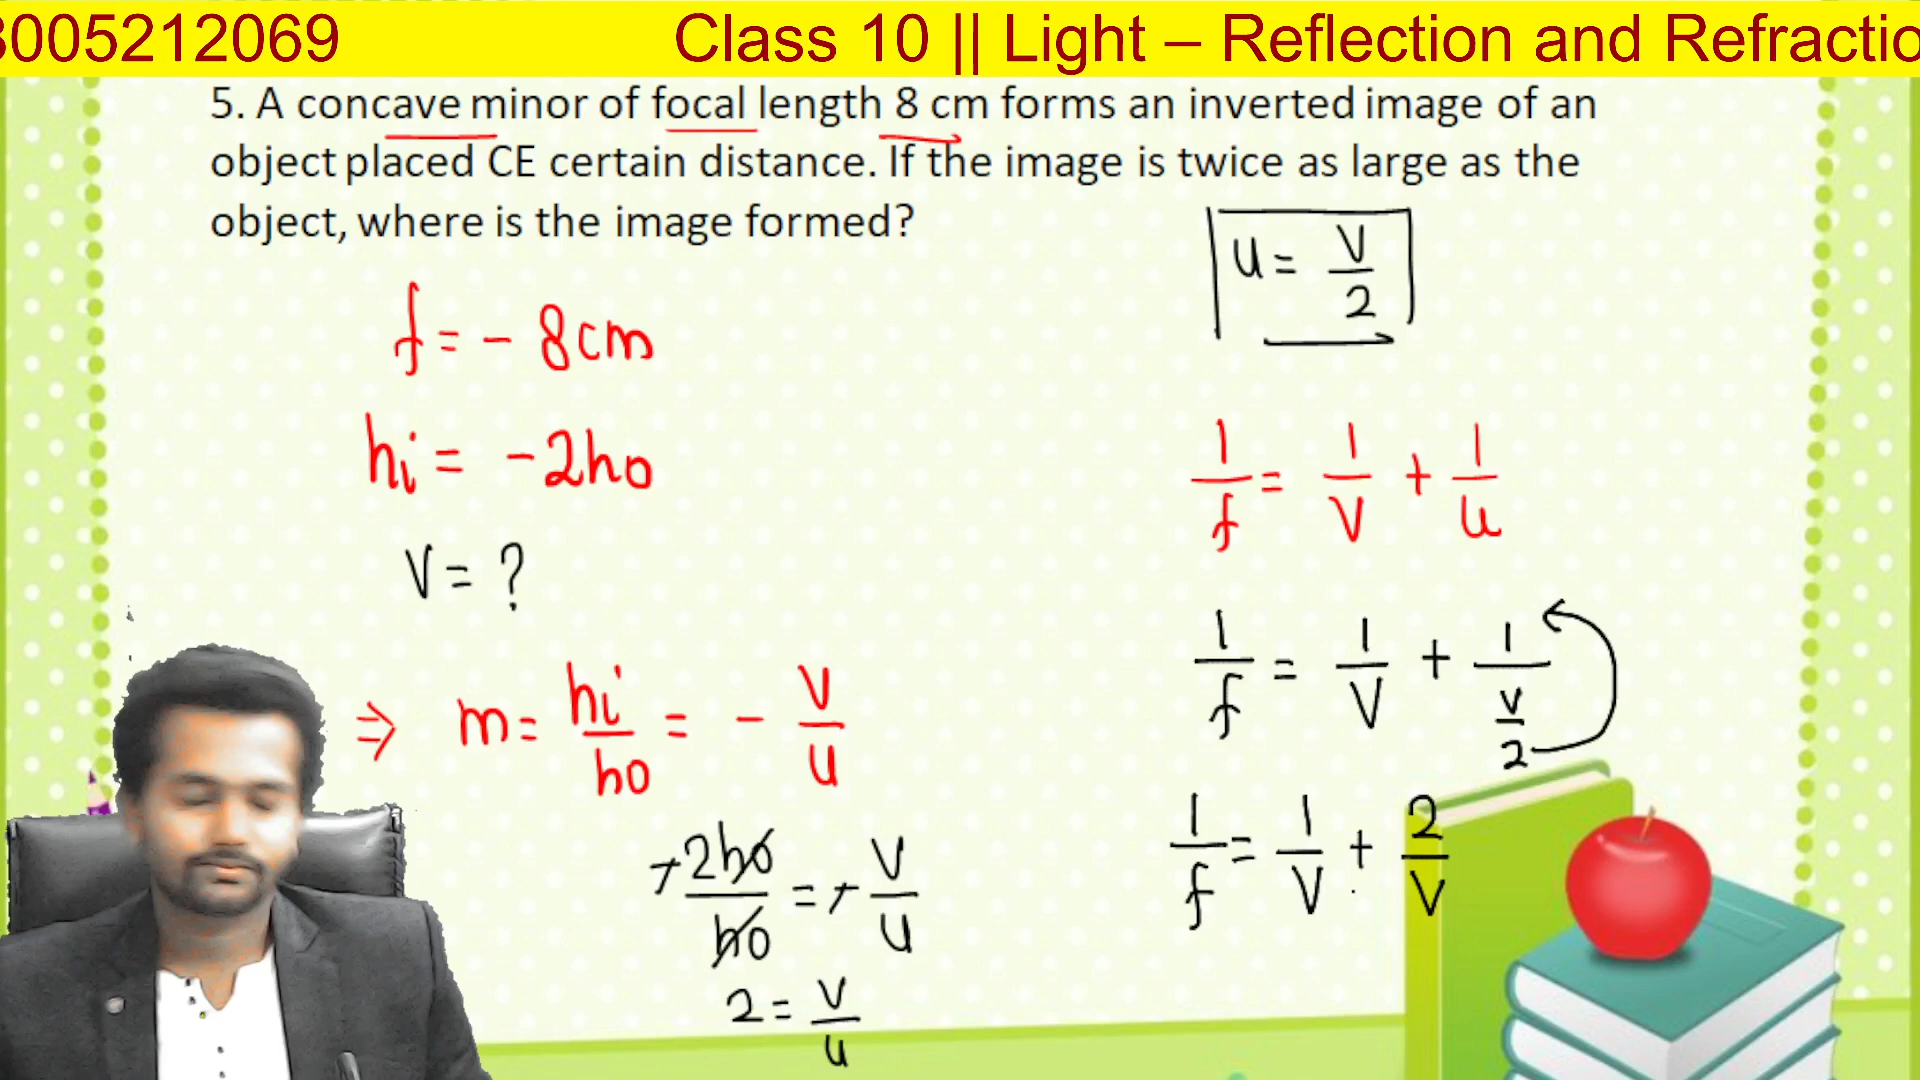 3005212069 Class 10 || Light – Reflection and Refractio
5. A concave minor of focal length 8 cm forms an inverted image of an
object placed CE certain distance. If the image is twice as large as the
object, where is the image formed?
f = - 8cm
hi = -2ho
V = ?
⇒ m = hi/ho = - v/u
+2ho/ho = + v/u
2 = v/u
u = v/2
1/f = 1/v + 1/u
1/f = 1/v + 1/(v/2)
1/f = 1/v + 2/v